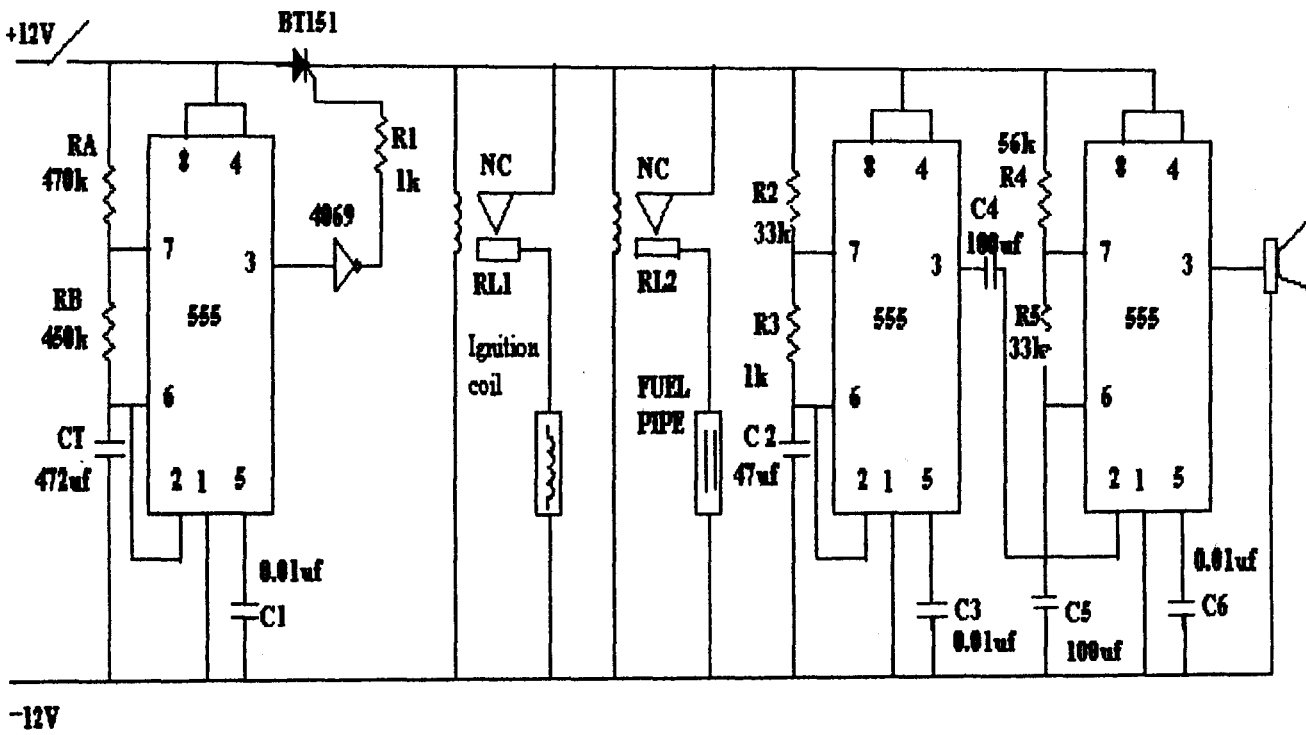 +12V
BT151
RA
470k
8 4
R1
1k
4069
7
3
RB
450k
555
6
CT
472uf
2 1 5
0.01uf
C1
NC
RL1
Ignition
coil
NC
RL2
FUEL
PIPE
R2
33k
8 4
7
3
R3
1k
555
6
C 2
47uf
2 1 5
C3
0.01uf
C4
100uf
56k
R4
8 4
7
3
R5
33k
555
6
2 1 5
C5
100uf
0.01uf
C6
-12V